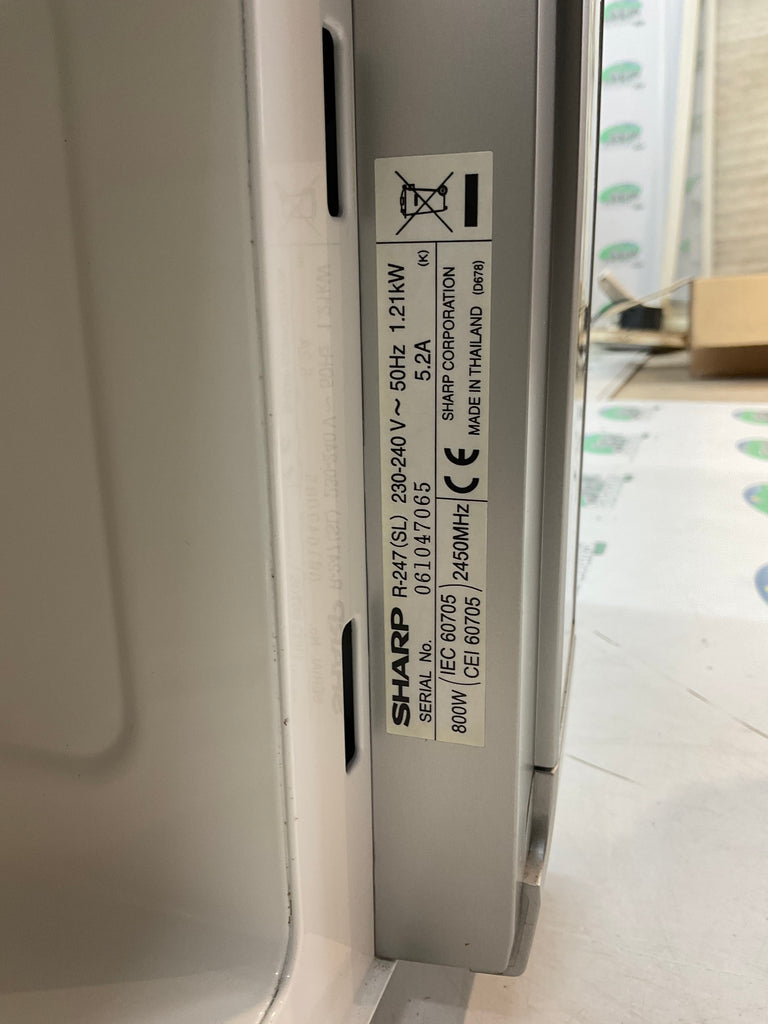 SHARP R-247(SL) 230-240 V ~ 50Hz 1.21kW
SERIAL No. 061047065 5.2A (K)
800W (IEC 60705) 2450MHz CE SHARP CORPORATION
(CEI 60705) MADE IN THAILAND (D678)